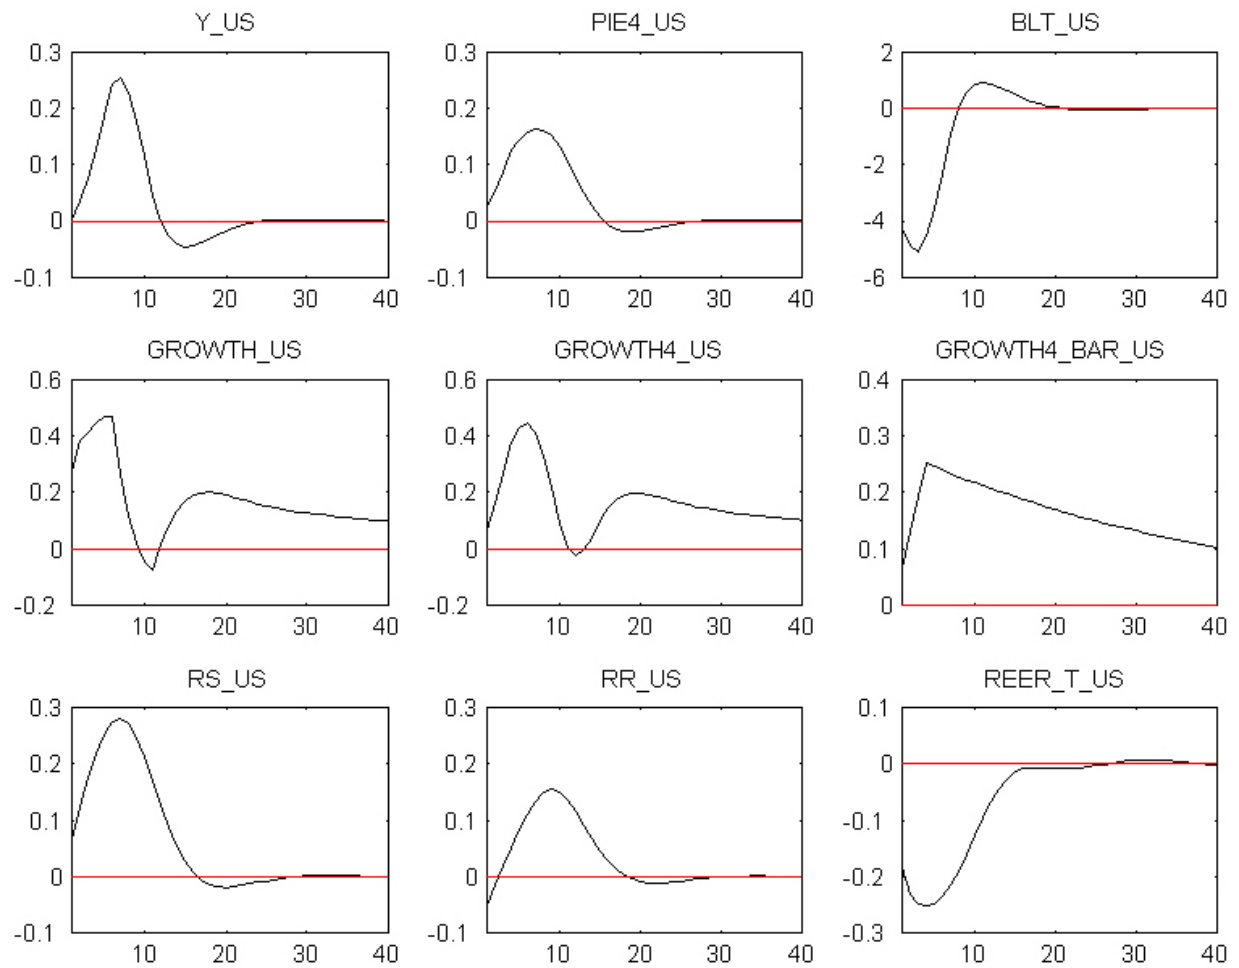 Y_US PIE4_US BLT_US
0.3 0.3 2
0.2 0.2 0
0.1 0.1 -2
0 0 -4
-0.1 -0.1 -6
10 20 30 40 10 20 30 40 10 20 30 40
GROWTH_US GROWTH4_US GROWTH4_BAR_US
0.6 0.6 0.4
0.4 0.4 0.3
0.2 0.2 0.2
0 0 0.1
-0.2 -0.2 0
10 20 30 40 10 20 30 40 10 20 30 40
RS_US RR_US REER_T_US
0.3 0.3 0.1
0.2 0.2 0
0.1 0.1 -0.1
0 0 -0.2
-0.1 -0.1 -0.3
10 20 30 40 10 20 30 40 10 20 30 40